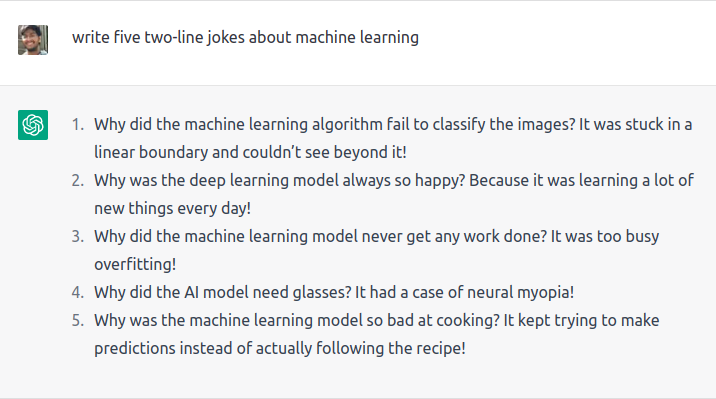 write five two-line jokes about machine learning
1. Why did the machine learning algorithm fail to classify the images? It was stuck in a
linear boundary and couldn’t see beyond it!
2. Why was the deep learning model always so happy? Because it was learning a lot of
new things every day!
3. Why did the machine learning model never get any work done? It was too busy
overfitting!
4. Why did the AI model need glasses? It had a case of neural myopia!
5. Why was the machine learning model so bad at cooking? It kept trying to make
predictions instead of actually following the recipe!